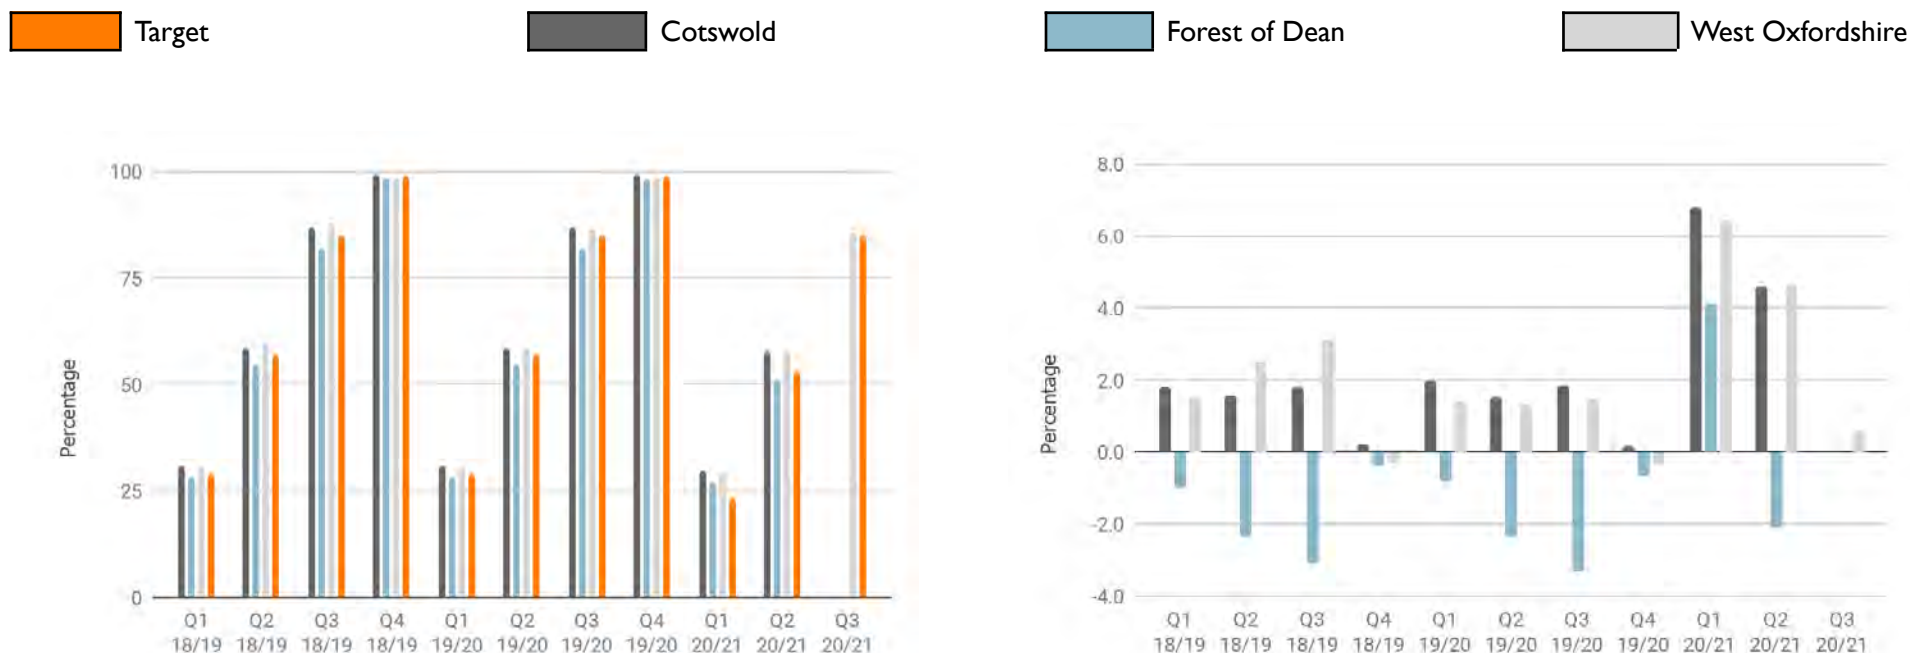 Target
Cotswold
Forest of Dean
West Oxfordshire
Percentage
100
75
50
25
0
Q1 Q2 Q3 Q4 Q1 Q2 Q3 Q4 Q1 Q2 Q3
18/19 18/19 18/19 18/19 19/20 19/20 19/20 19/20 20/21 20/21 20/21
Percentage
8.0
6.0
4.0
2.0
0.0
-2.0
-4.0
Q1 Q2 Q3 Q4 Q1 Q2 Q3 Q4 Q1 Q2 Q3
18/19 18/19 18/19 18/19 19/20 19/20 19/20 19/20 20/21 20/21 20/21